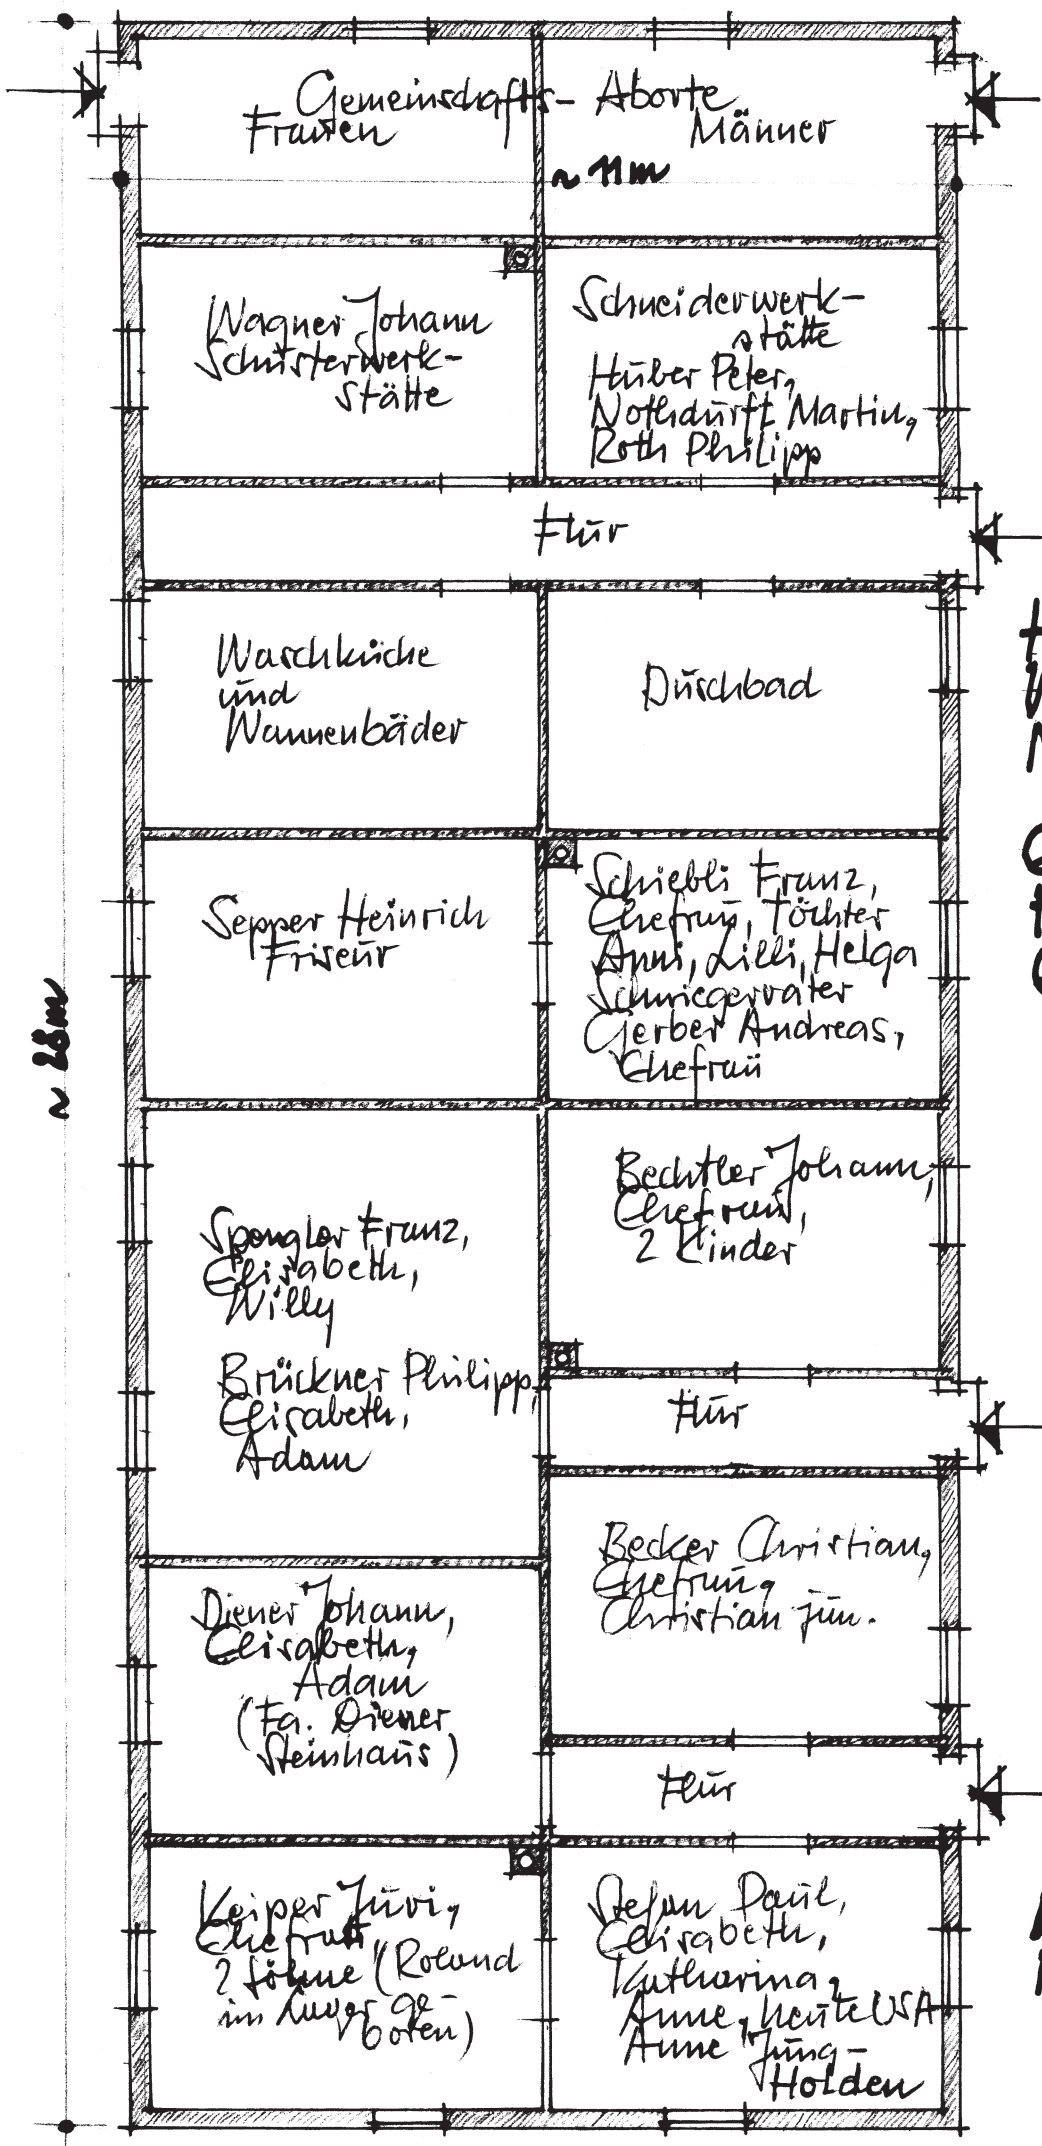 Gemeinschafts- Aborte
Frauen
Männer
~ 11m
Wagner Johann
Schusterwerk-
stätte
Schneiderwerk-
stätte
Huber Peter,
Nothdurft Martin,
Roth Philipp
Flur
Waschküche
und
Wannenbäder
Duschbad
Sepper Heinrich
Friseur
Schiebli Franz,
Ehefrau, Töchter
Anni, Lilli, Helga
Schwiegervater
Gerber Andreas,
Ehefrau
~ 28m
Spengler Franz,
Elisabeth,
Willy
Brückner Philipp,
Elisabeth,
Adam
Bechtler Johann,
Ehefrau,
2 Kinder
Flur
Becker Christian,
Ehefrau,
Christian jun.
Diener Johann,
Elisabeth,
Adam
(Fa. Diener
Steinhaus)
Flur
Keiper Juri,
Ehefrau,
2 Söhne (Roland
im Lager ge-
boren)
Stefan Paul,
Elisabeth,
Katharina,
Anne, heute USA
Anne Jung-
Holden